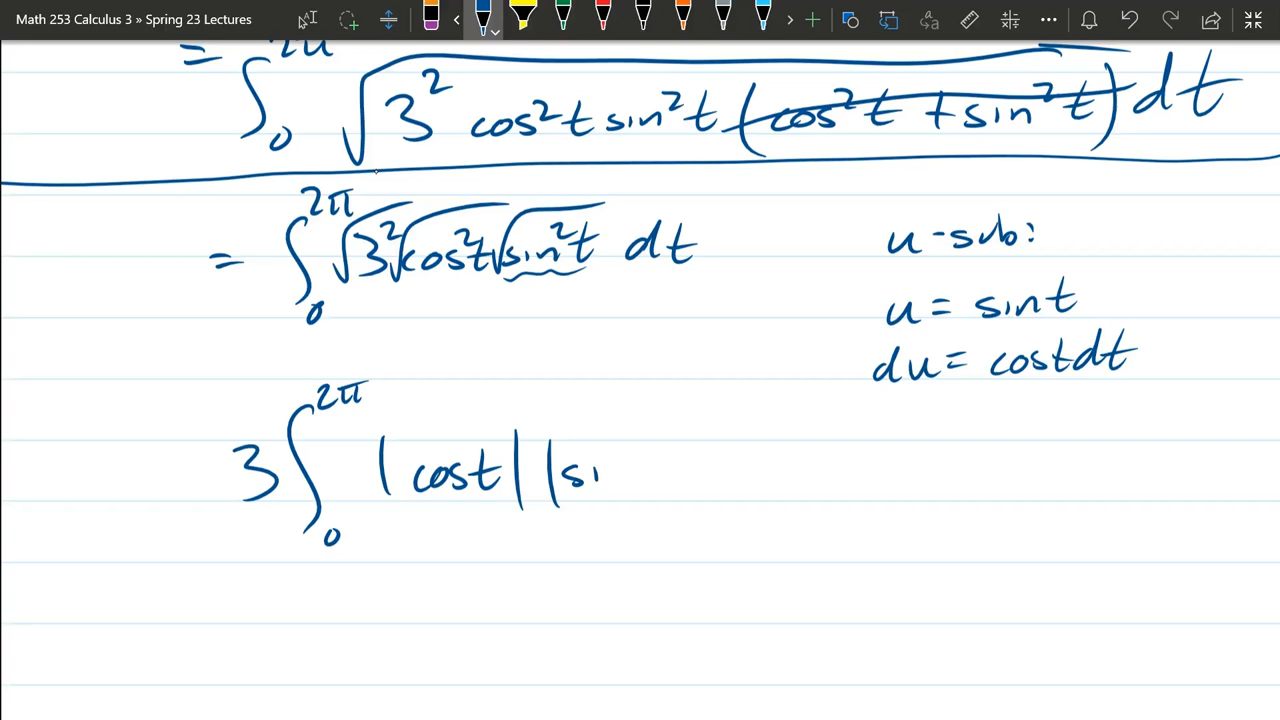 Math 253 Calculus 3 » Spring 23 Lectures
= ∫₀^2π √(3² cos²t sin²t (cos²t + sin²t)) dt
= ∫₀^2π √3² √cos²t √sin²t dt
u-sub:
u = sin t
du = cos t dt
3 ∫₀^2π |cos t| |si